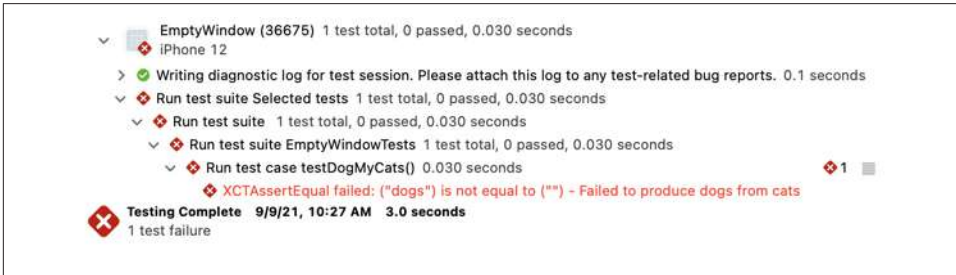 EmptyWindow (36675) 1 test total, 0 passed, 0.030 seconds
iPhone 12
Writing diagnostic log for test session. Please attach this log to any test-related bug reports. 0.1 seconds
Run test suite Selected tests 1 test total, 0 passed, 0.030 seconds
Run test suite 1 test total, 0 passed, 0.030 seconds
Run test suite EmptyWindowTests 1 test total, 0 passed, 0.030 seconds
Run test case testDogMyCats() 0.030 seconds 1
XCTAssertEqual failed: ("dogs") is not equal to ("") - Failed to produce dogs from cats
Testing Complete 9/9/21, 10:27 AM 3.0 seconds
1 test failure